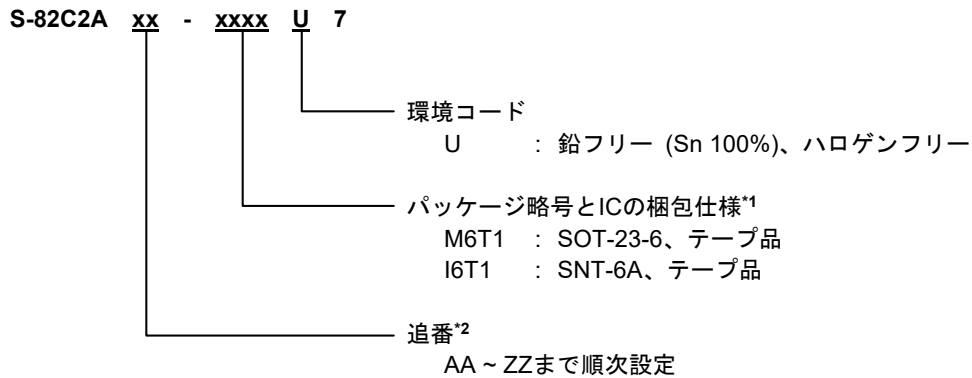 S-82C2A xx - xxxx U 7
環境コード
U : 鉛フリー (Sn 100%)、ハロゲンフリー
パッケージ略号とICの梱包仕様*1
M6T1 : SOT-23-6、テープ品
I6T1 : SNT-6A、テープ品
追番*2
AA ~ ZZまで順次設定